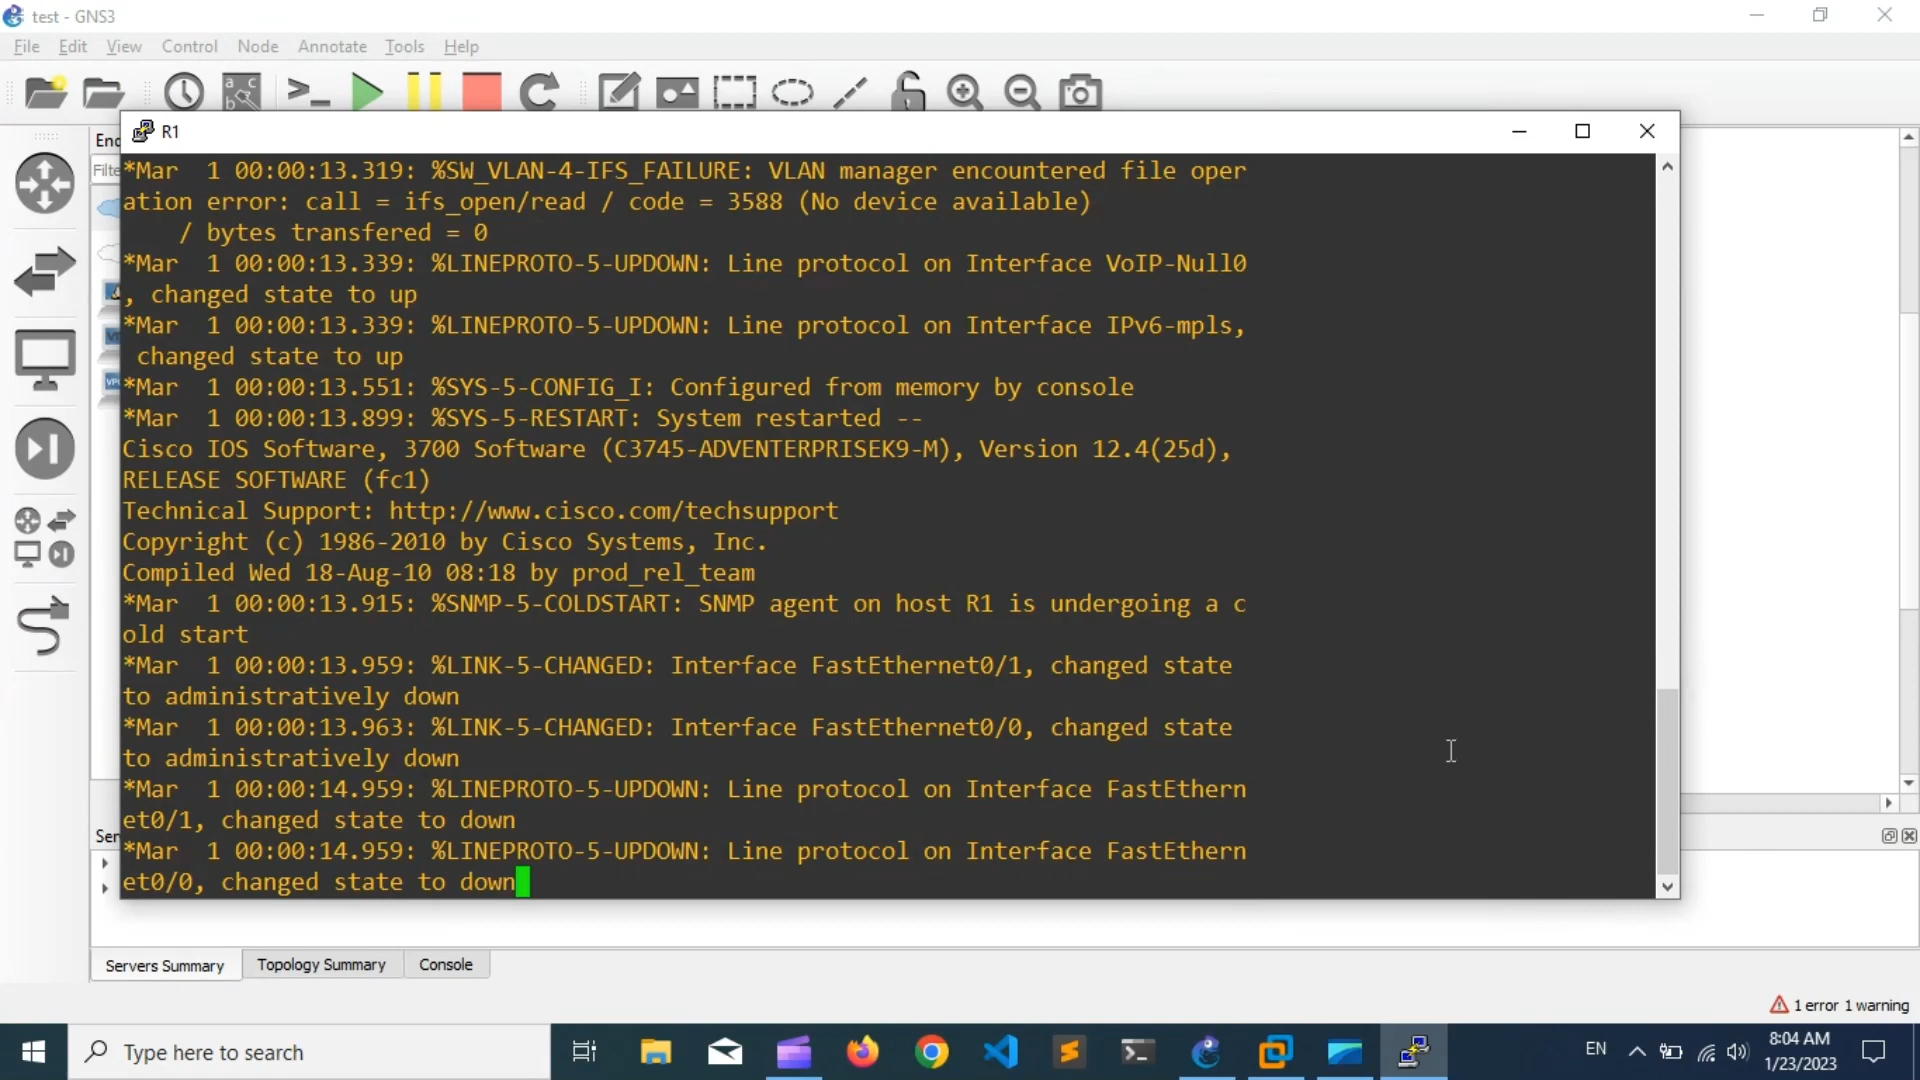 test - GNS3
File Edit View Control Node Annotate Tools Help
R1
*Mar  1 00:00:13.319: %SW_VLAN-4-IFS_FAILURE: VLAN manager encountered file oper
ation error: call = ifs_open/read / code = 3588 (No device available)
/ bytes transfered = 0
*Mar  1 00:00:13.339: %LINEPROTO-5-UPDOWN: Line protocol on Interface VoIP-Null0
, changed state to up
*Mar  1 00:00:13.339: %LINEPROTO-5-UPDOWN: Line protocol on Interface IPv6-mpls,
changed state to up
*Mar  1 00:00:13.551: %SYS-5-CONFIG_I: Configured from memory by console
*Mar  1 00:00:13.899: %SYS-5-RESTART: System restarted --
Cisco IOS Software, 3700 Software (C3745-ADVENTERPRISEK9-M), Version 12.4(25d),
RELEASE SOFTWARE (fc1)
Technical Support: http://www.cisco.com/techsupport
Copyright (c) 1986-2010 by Cisco Systems, Inc.
Compiled Wed 18-Aug-10 08:18 by prod_rel_team
*Mar  1 00:00:13.915: %SNMP-5-COLDSTART: SNMP agent on host R1 is undergoing a c
old start
*Mar  1 00:00:13.959: %LINK-5-CHANGED: Interface FastEthernet0/1, changed state
to administratively down
*Mar  1 00:00:13.963: %LINK-5-CHANGED: Interface FastEthernet0/0, changed state
to administratively down
*Mar  1 00:00:14.959: %LINEPROTO-5-UPDOWN: Line protocol on Interface FastEthern
et0/1, changed state to down
*Mar  1 00:00:14.959: %LINEPROTO-5-UPDOWN: Line protocol on Interface FastEthern
et0/0, changed state to down
Servers Summary Topology Summary Console
1 error 1 warning
Type here to search
EN
8:04 AM
1/23/2023